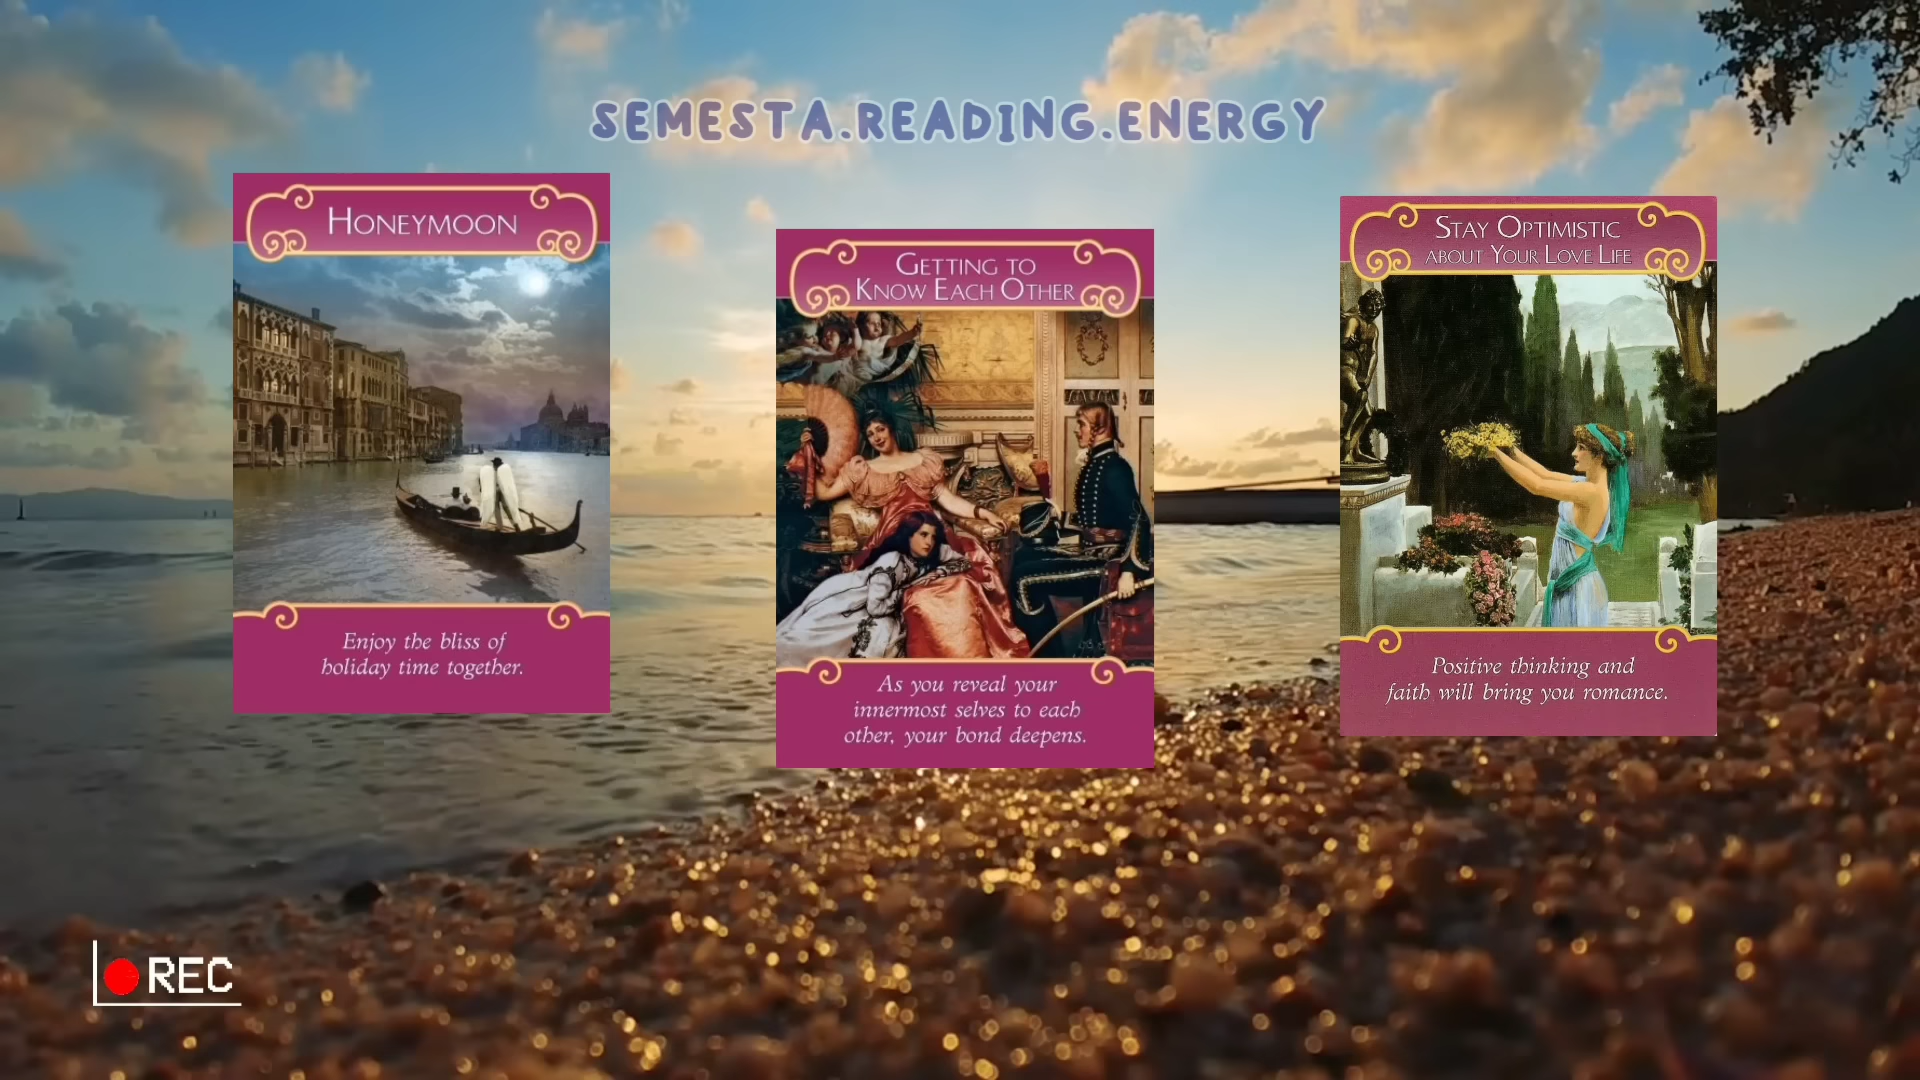 SEMESTA.READING.ENERGY
HONEYMOON
Enjoy the bliss of
holiday time together.
GETTING TO
KNOW EACH OTHER
As you reveal your
innermost selves to each
other, your bond deepens.
STAY OPTIMISTIC
ABOUT YOUR LOVE LIFE
Positive thinking and
faith will bring you romance.
REC